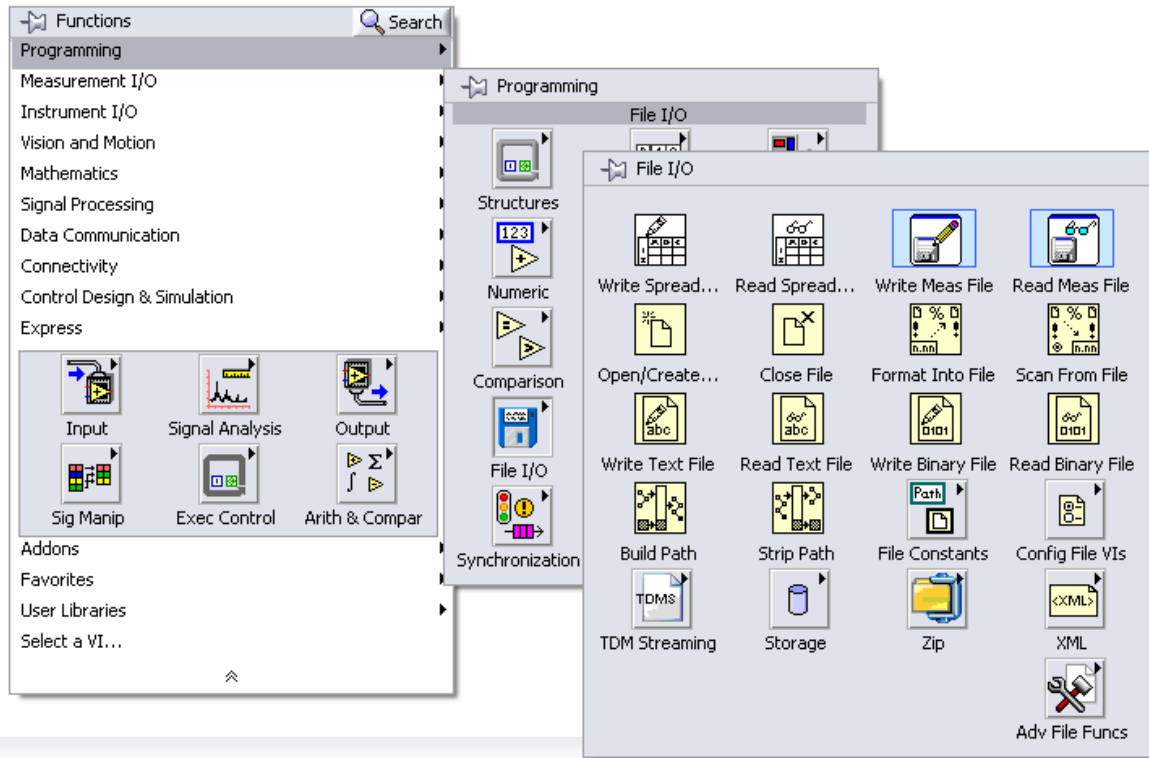 Functions
Search
Programming
Measurement I/O
Instrument I/O
Vision and Motion
Mathematics
Signal Processing
Data Communication
Connectivity
Control Design & Simulation
Express
Input
Signal Analysis
Output
Sig Manip
Exec Control
Arith & Compar
Addons
Favorites
User Libraries
Select a VI...
Programming
File I/O
Structures
123
Numeric
Comparison
File I/O
Synchronization
File I/O
Write Spread... Read Spread... Write Meas File Read Meas File
% %
n.nn n.nn
Open/Create... Close File Format Into File Scan From File
abc abc 0101 0101
Write Text File Read Text File Write Binary File Read Binary File
Path
Build Path Strip Path File Constants Config File VIs
TDMS <XML>
TDM Streaming Storage Zip XML
Adv File Funcs